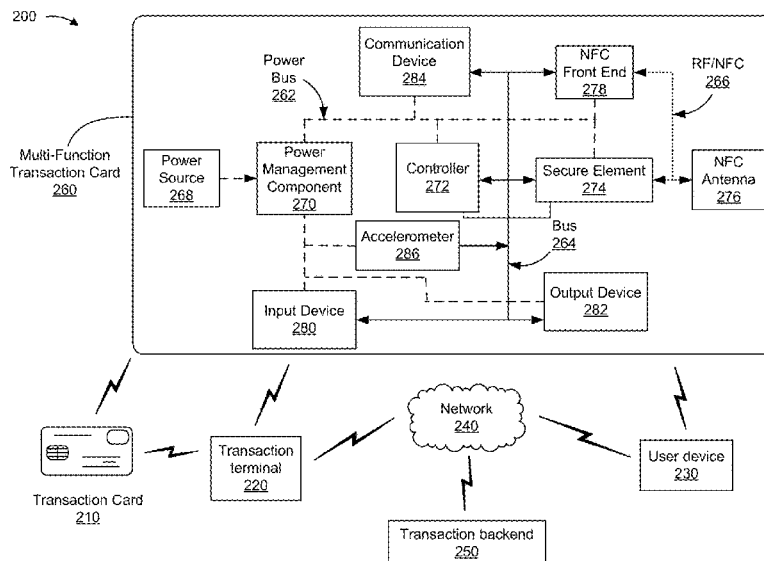 200
Multi-Function
Transaction Card
260
Power
Source
268
Power
Bus
262
Power
Management
Component
270
Communication
Device
284
NFC
Front End
278
RF/NFC
266
Controller
272
Secure Element
274
NFC
Antenna
276
Accelerometer
286
Bus
264
Input Device
280
Output Device
282
Transaction Card
210
Transaction
terminal
220
Network
240
User device
230
Transaction backend
250